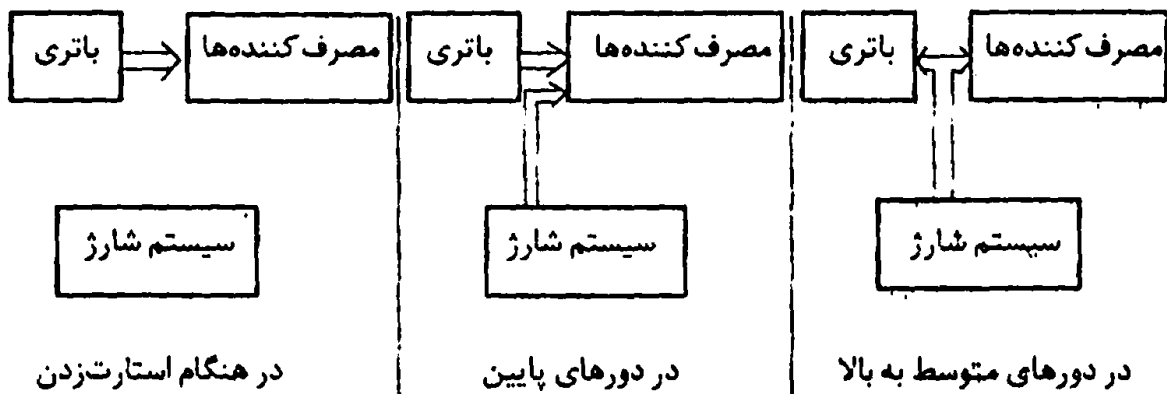 مصرف‌کننده‌ها
باتری
سیستم شارژ
در دورهای متوسط به بالا
مصرف‌کننده‌ها
باتری
سیستم شارژ
در دورهای پایین
مصرف‌کننده‌ها
باتری
سیستم شارژ
در هنگام استارت‌زدن